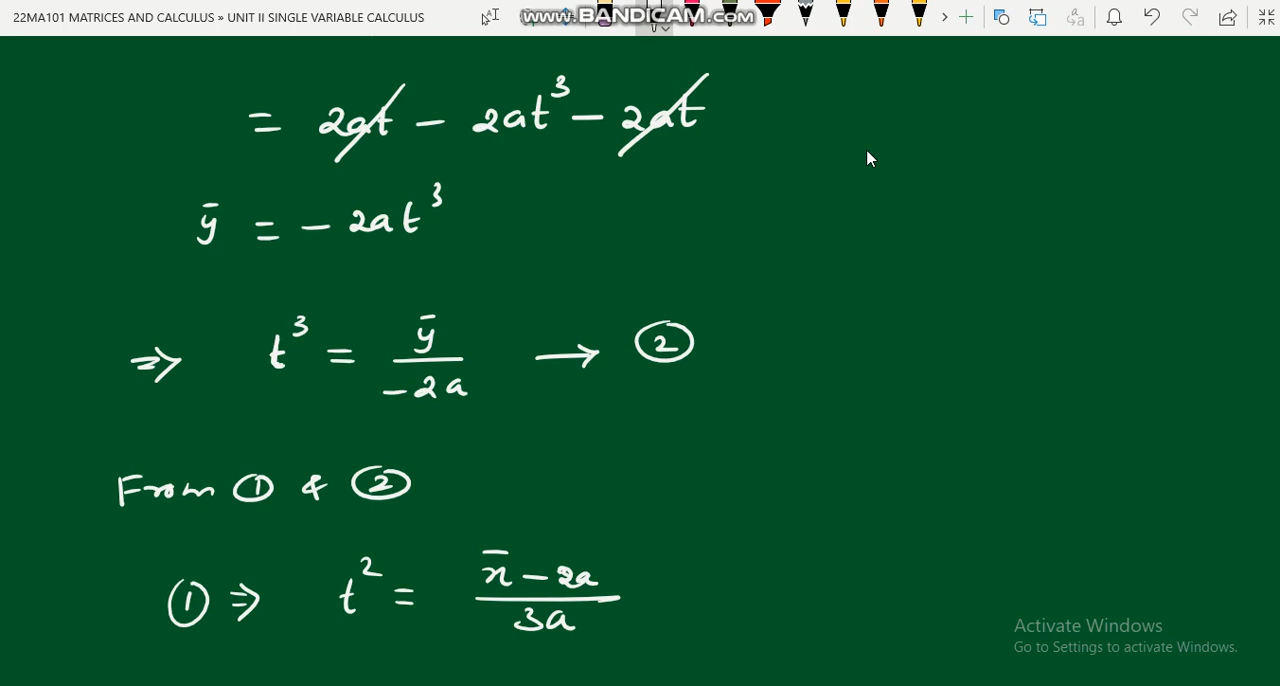 22MA101 MATRICES AND CALCULUS » UNIT II SINGLE VARIABLE CALCULUS
www.BANDICAM.com
= 2at - 2at³ - 2at
ȳ = - 2at³
⇒ t³ = ȳ / -2a → ②
From ① & ②
① ⇒ t² = x̄ - 2a / 3a
Activate Windows
Go to Settings to activate Windows.